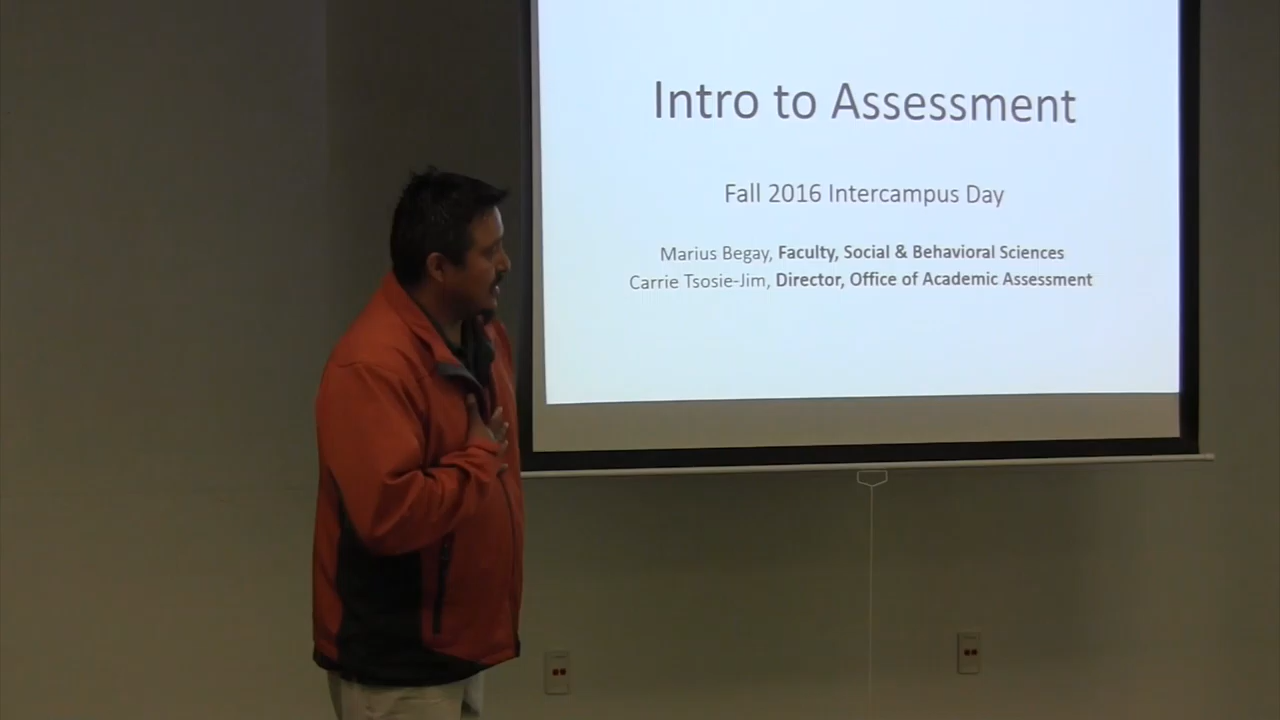 Intro to Assessment
Fall 2016 Intercampus Day
Marius Begay, Faculty, Social & Behavioral Sciences
Carrie Tsosie-Jim, Director, Office of Academic Assessment